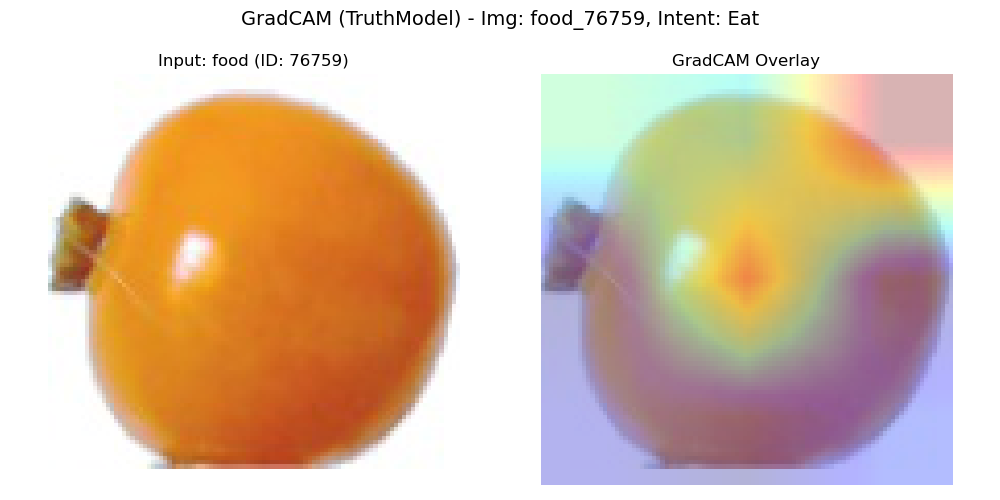 GradCAM (TruthModel) - Img: food_76759, Intent: Eat
Input: food (ID: 76759)
GradCAM Overlay